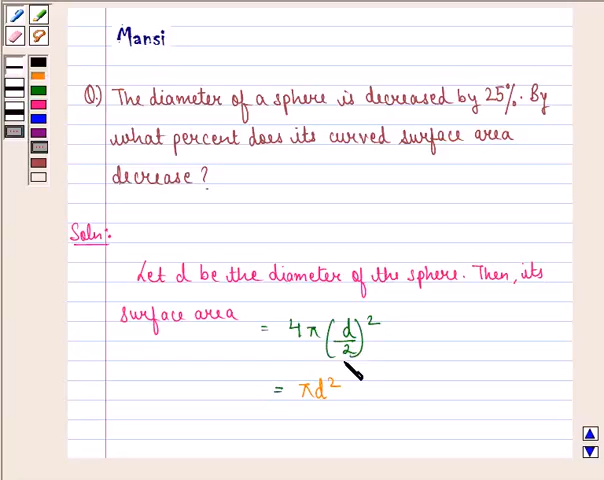 Mansi
Q.) The diameter of a sphere is decreased by 25%. By
what percent does its curved surface area
decrease?
Soln:
Let d be the diameter of the sphere. Then, its
surface area = 4π(d/2)²
= πd²